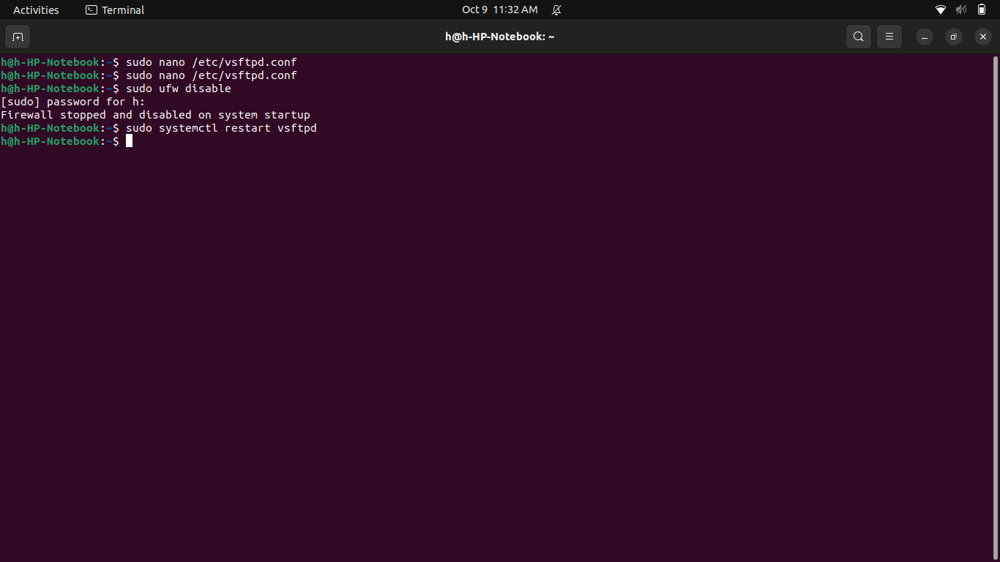 Activities
Terminal
Oct 9 11:32 AM
h@h-HP-Notebook: ~
h@h-HP-Notebook:~$ sudo nano /etc/vsftpd.conf
h@h-HP-Notebook:~$ sudo nano /etc/vsftpd.conf
h@h-HP-Notebook:~$ sudo ufw disable
[sudo] password for h:
Firewall stopped and disabled on system startup
h@h-HP-Notebook:~$ sudo systemctl restart vsftpd
h@h-HP-Notebook:~$